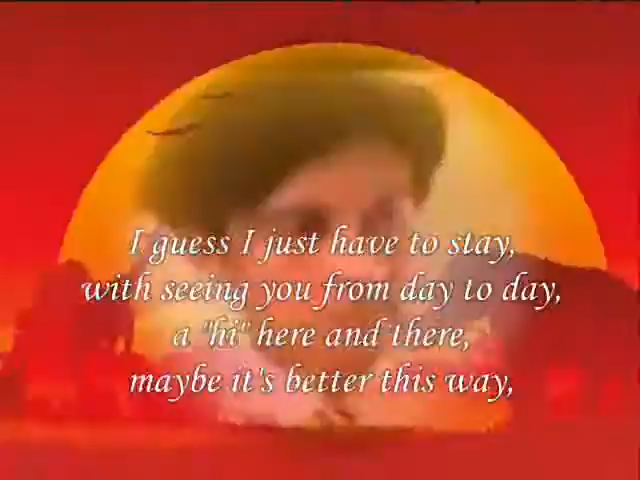 I guess I just have to stay,
with seeing you from day to day,
a "hi" here and there,
maybe it's better this way,